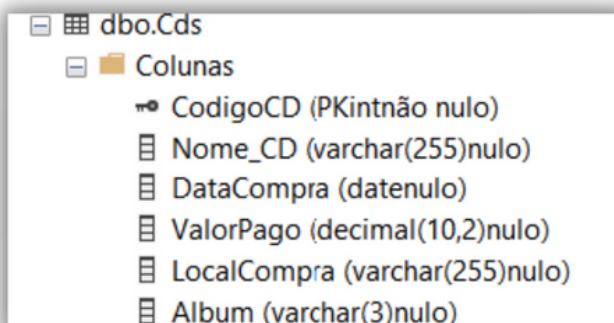 dbo.Cds
Colunas
CodigoCD (PKintnão nulo)
Nome_CD (varchar(255)nulo)
DataCompra (datenulo)
ValorPago (decimal(10,2)nulo)
LocalCompra (varchar(255)nulo)
Album (varchar(3)nulo)